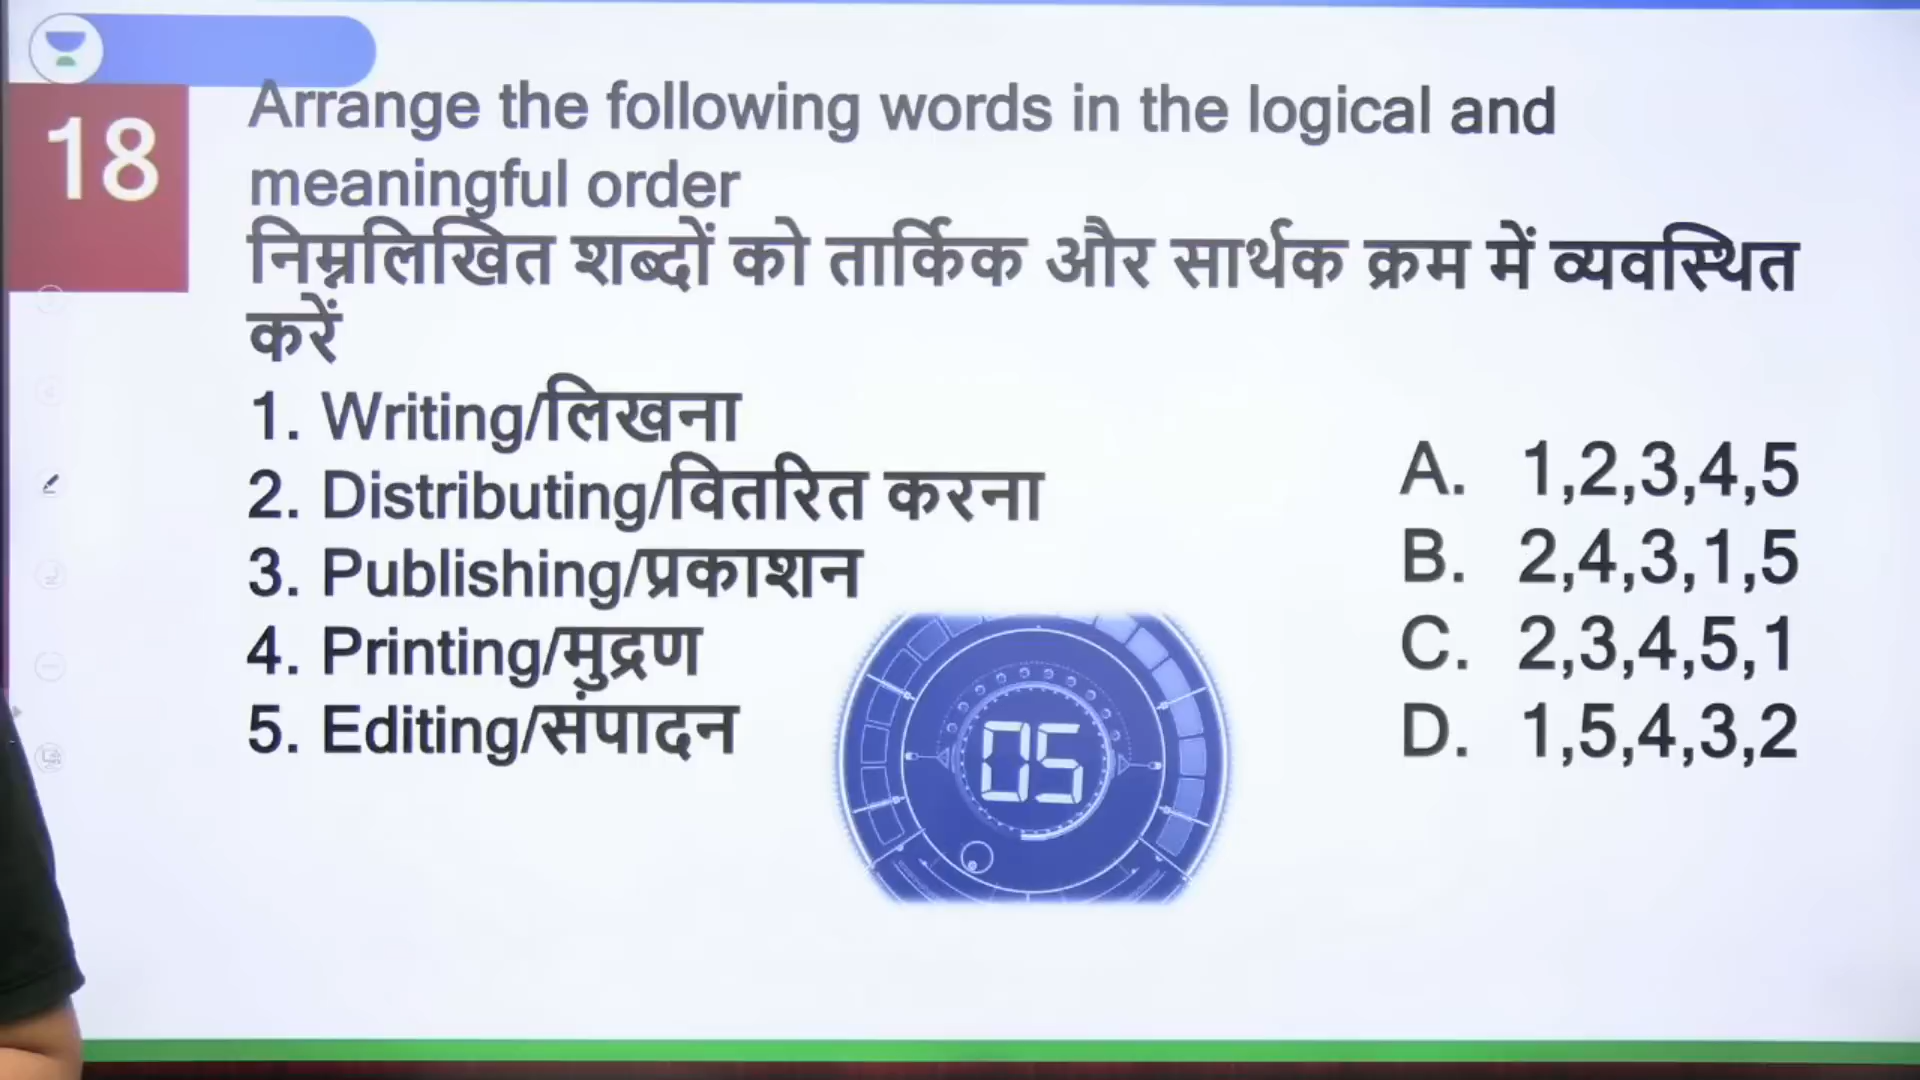 18
Arrange the following words in the logical and
meaningful order
निम्नलिखित शब्दों को तार्किक और सार्थक क्रम में व्यवस्थित
करें
1. Writing/लिखना
2. Distributing/वितरित करना
3. Publishing/प्रकाशन
4. Printing/मुद्रण
5. Editing/संपादन
A. 1,2,3,4,5
B. 2,4,3,1,5
C. 2,3,4,5,1
D. 1,5,4,3,2
05